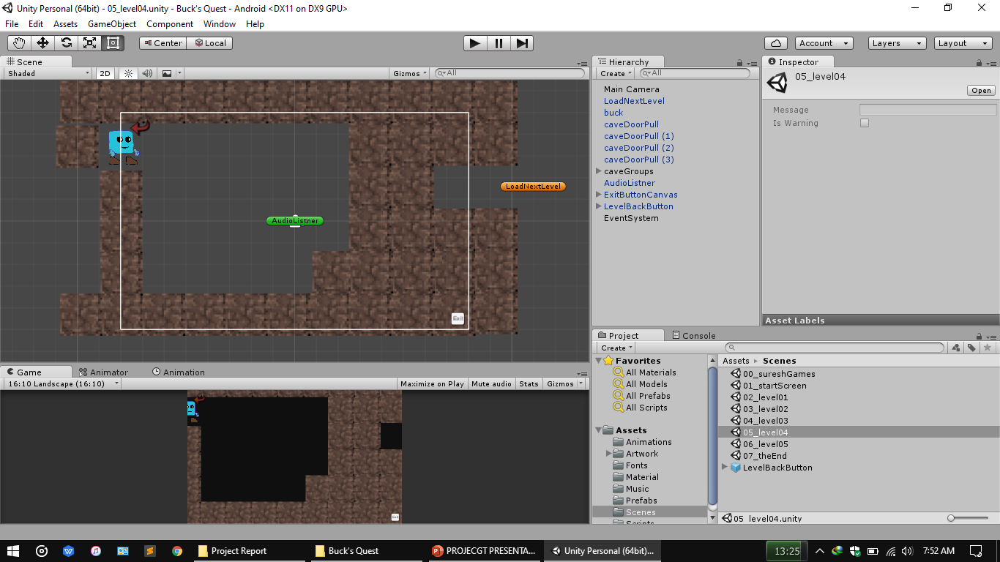 Unity Personal (64bit) - 05_level04.unity - Buck's Quest - Android <DX11 on DX9 GPU>
File Edit Assets GameObject Component Window Help
Center Local Account Layers Layout
Scene
Shaded 2D Gizmos All
LoadNextLevel
AudioListner
Exit
Hierarchy
Create All
Main Camera
LoadNextLevel
buck
caveDoorPull
caveDoorPull (1)
caveDoorPull (2)
caveDoorPull (3)
caveGroups
AudioListner
ExitButtonCanvas
LevelBackButton
EventSystem
Inspector
05_level04
Open
Message
Is Warning
Asset Labels
Game Animator Animation
16:10 Landscape (16:10) Maximize on Play Mute audio Stats Gizmos
Exit
Project Console
Create
Favorites
All Materials
All Models
All Prefabs
All Scripts
Assets
Animations
Artwork
Fonts
Material
Music
Prefabs
Scenes
Scripts
Assets Scenes
00_sureshGames
01_startScreen
02_level01
03_level02
04_level03
05_level04
06_level05
07_theEnd
LevelBackButton
05_level04.unity
Project Report Buck's Quest PROJECGT PRESENTA... Unity Personal (64bit)... 13:25 7:52 AM